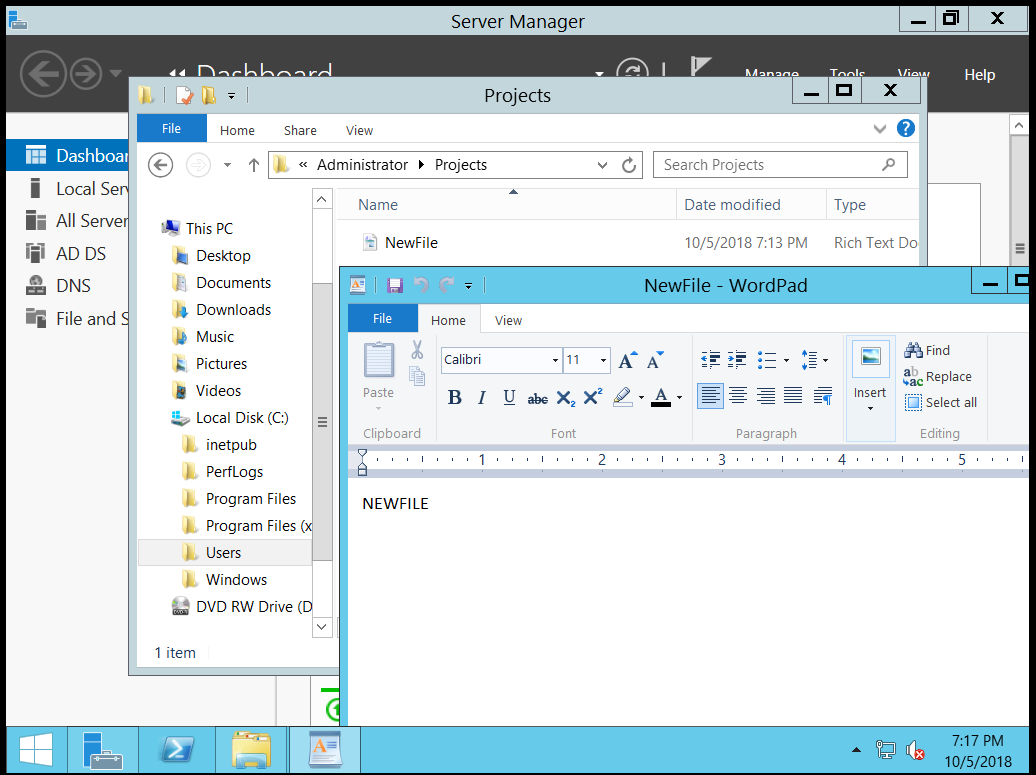 Server Manager
Dashboard
Manage Tools View Help
Projects
File Home Share View
« Administrator Projects
Search Projects
Name Date modified Type
NewFile 10/5/2018 7:13 PM Rich Text Do
Dashboar
Local Serv
All Server
AD DS
DNS
File and S
This PC
Desktop
Documents
Downloads
Music
Pictures
Videos
Local Disk (C:)
inetpub
PerfLogs
Program Files
Program Files (x
Users
Windows
DVD RW Drive (D
1 item
NewFile - WordPad
File Home View
Paste
Clipboard
Calibri 11
B I U abc X₂ X²
Font
Paragraph
Insert
Find
Replace
Select all
Editing
1 2 3 4 5
NEWFILE
7:17 PM
10/5/2018